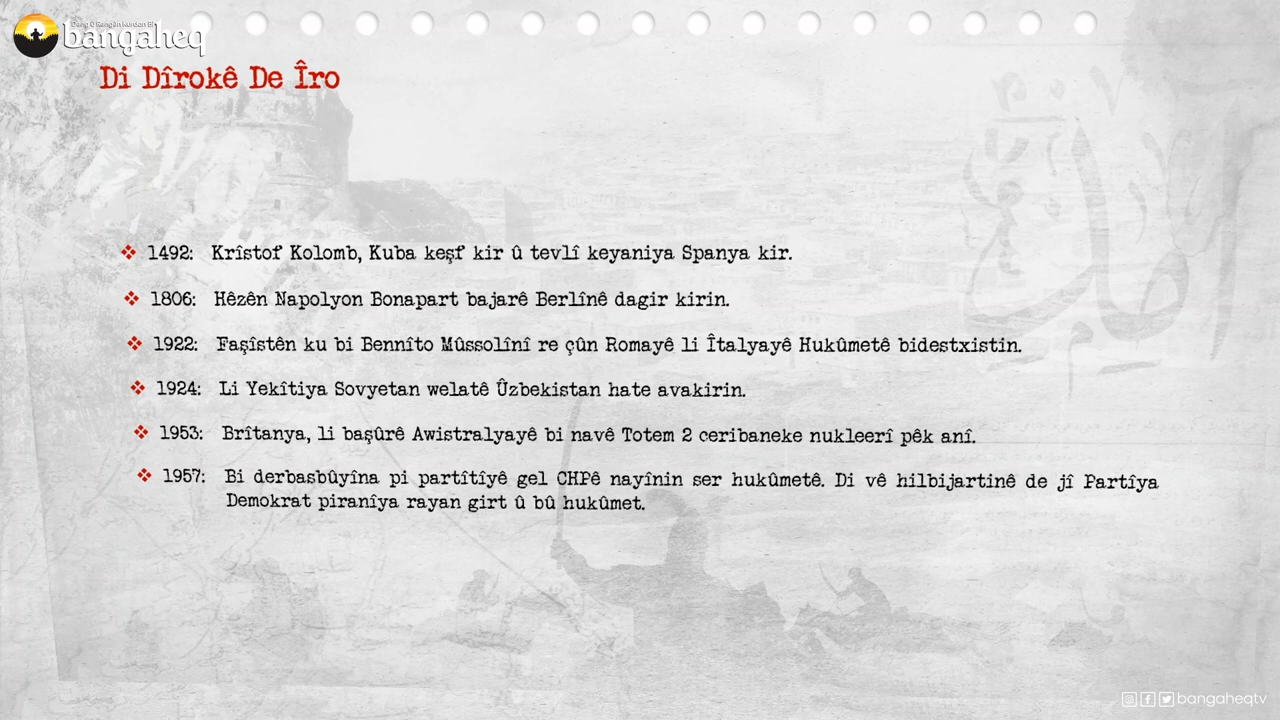 Deng û Rengên Kurdan Bi
bangaheq
Di Dîrokê De Îro
1492: Krîstof Kolomb, Kuba keşf kir û tevlî keyaniya Spanya kir.
1806: Hêzên Napolyon Bonapart bajarê Berlînê dagir kirin.
1922: Faşîstên ku bi Bennîto Mûssolînî re çûn Romayê li Îtalyayê Hukûmetê bidestxistin.
1924: Li Yekîtiya Sovyetan welatê Ûzbekistan hate avakirin.
1953: Brîtanya, li başûrê Awistralyayê bi navê Totem 2 ceribaneke nukleerî pêk anî.
1957: Bi derbasbûyîna pi partîtîyê gel CHPê nayînin ser hukûmetê. Di vê hilbijartinê de jî Partîya
Demokrat piranîya rayan girt û bû hukûmet.
bangaheqtv